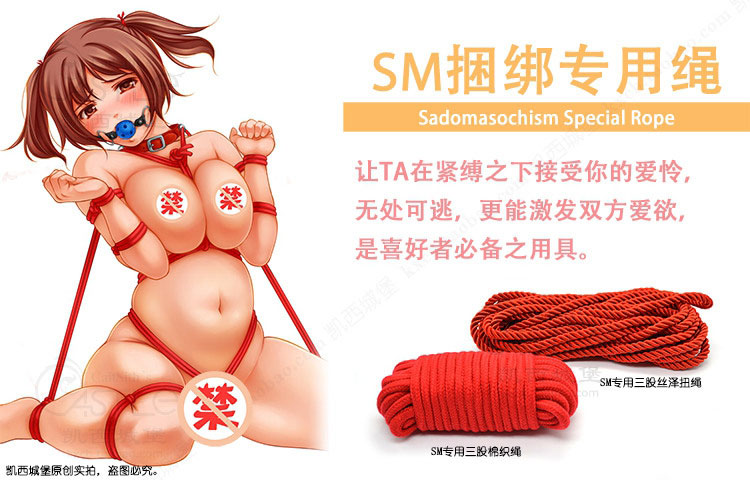 SM捆绑专用绳
Sadomasochism Special Rope
让TA在紧缚之下接受你的爱怜，
无处可逃，更能激发双方爱欲，
是喜好者必备之用具。
禁
禁
禁
SM专用三股丝泽扭绳
SM专用三股棉织绳
凯西城堡原创实拍，盗图必究。